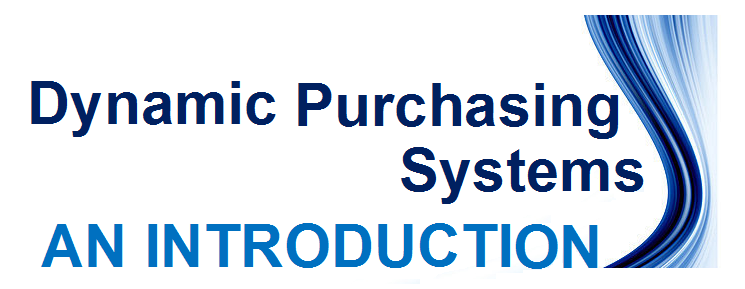 Dynamic Purchasing
Systems
AN INTRODUCTION